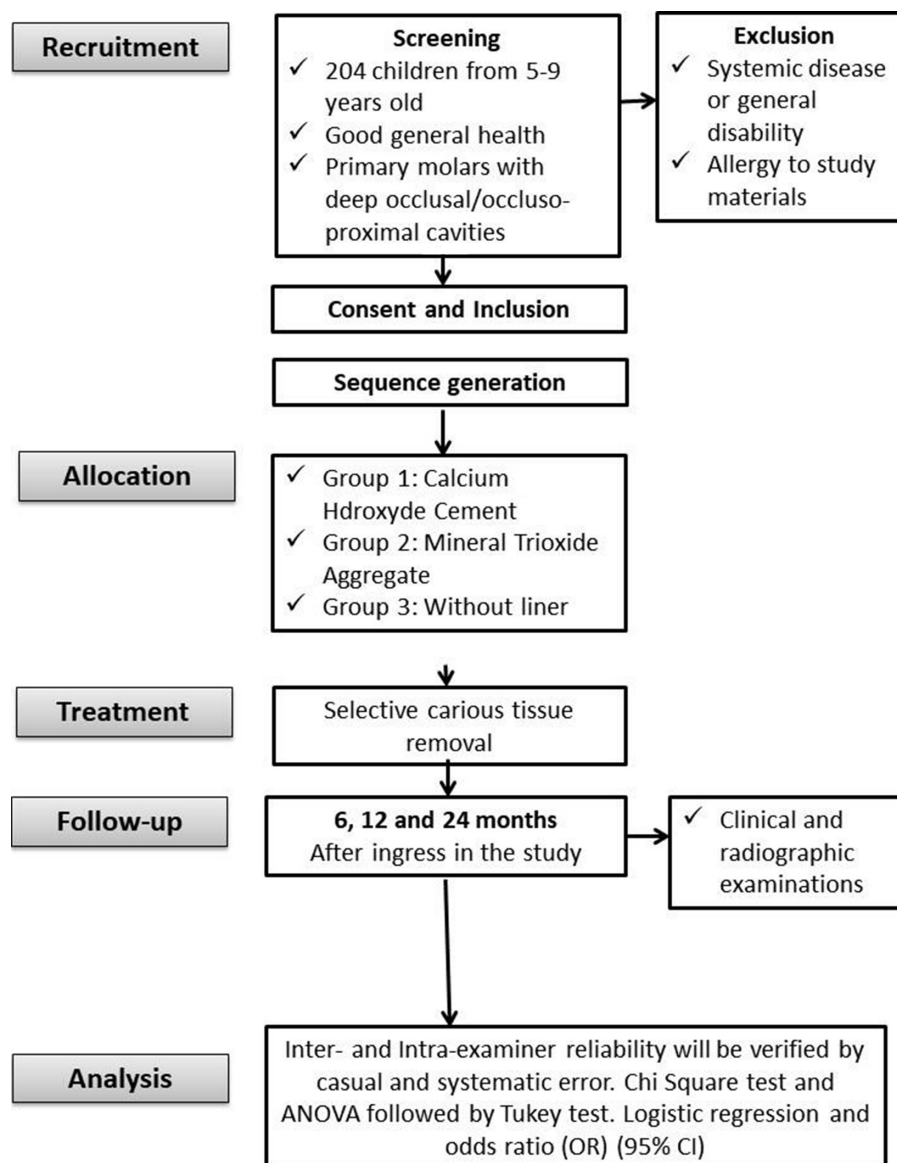 Recruitment
Screening
✓ 204 children from 5-9
years old
✓ Good general health
✓ Primary molars with
deep occlusal/occluso-
proximal cavities
Exclusion
✓ Systemic disease
or general
disability
✓ Allergy to study
materials
Consent and Inclusion
Sequence generation
Allocation
✓ Group 1: Calcium
Hdroxyde Cement
✓ Group 2: Mineral Trioxide
Aggregate
✓ Group 3: Without liner
Treatment
Selective carious tissue
removal
Follow-up
6, 12 and 24 months
After ingress in the study
✓ Clinical and
radiographic
examinations
Analysis
Inter- and Intra-examiner reliability will be verified by
casual and systematic error. Chi Square test and
ANOVA followed by Tukey test. Logistic regression and
odds ratio (OR) (95% CI)